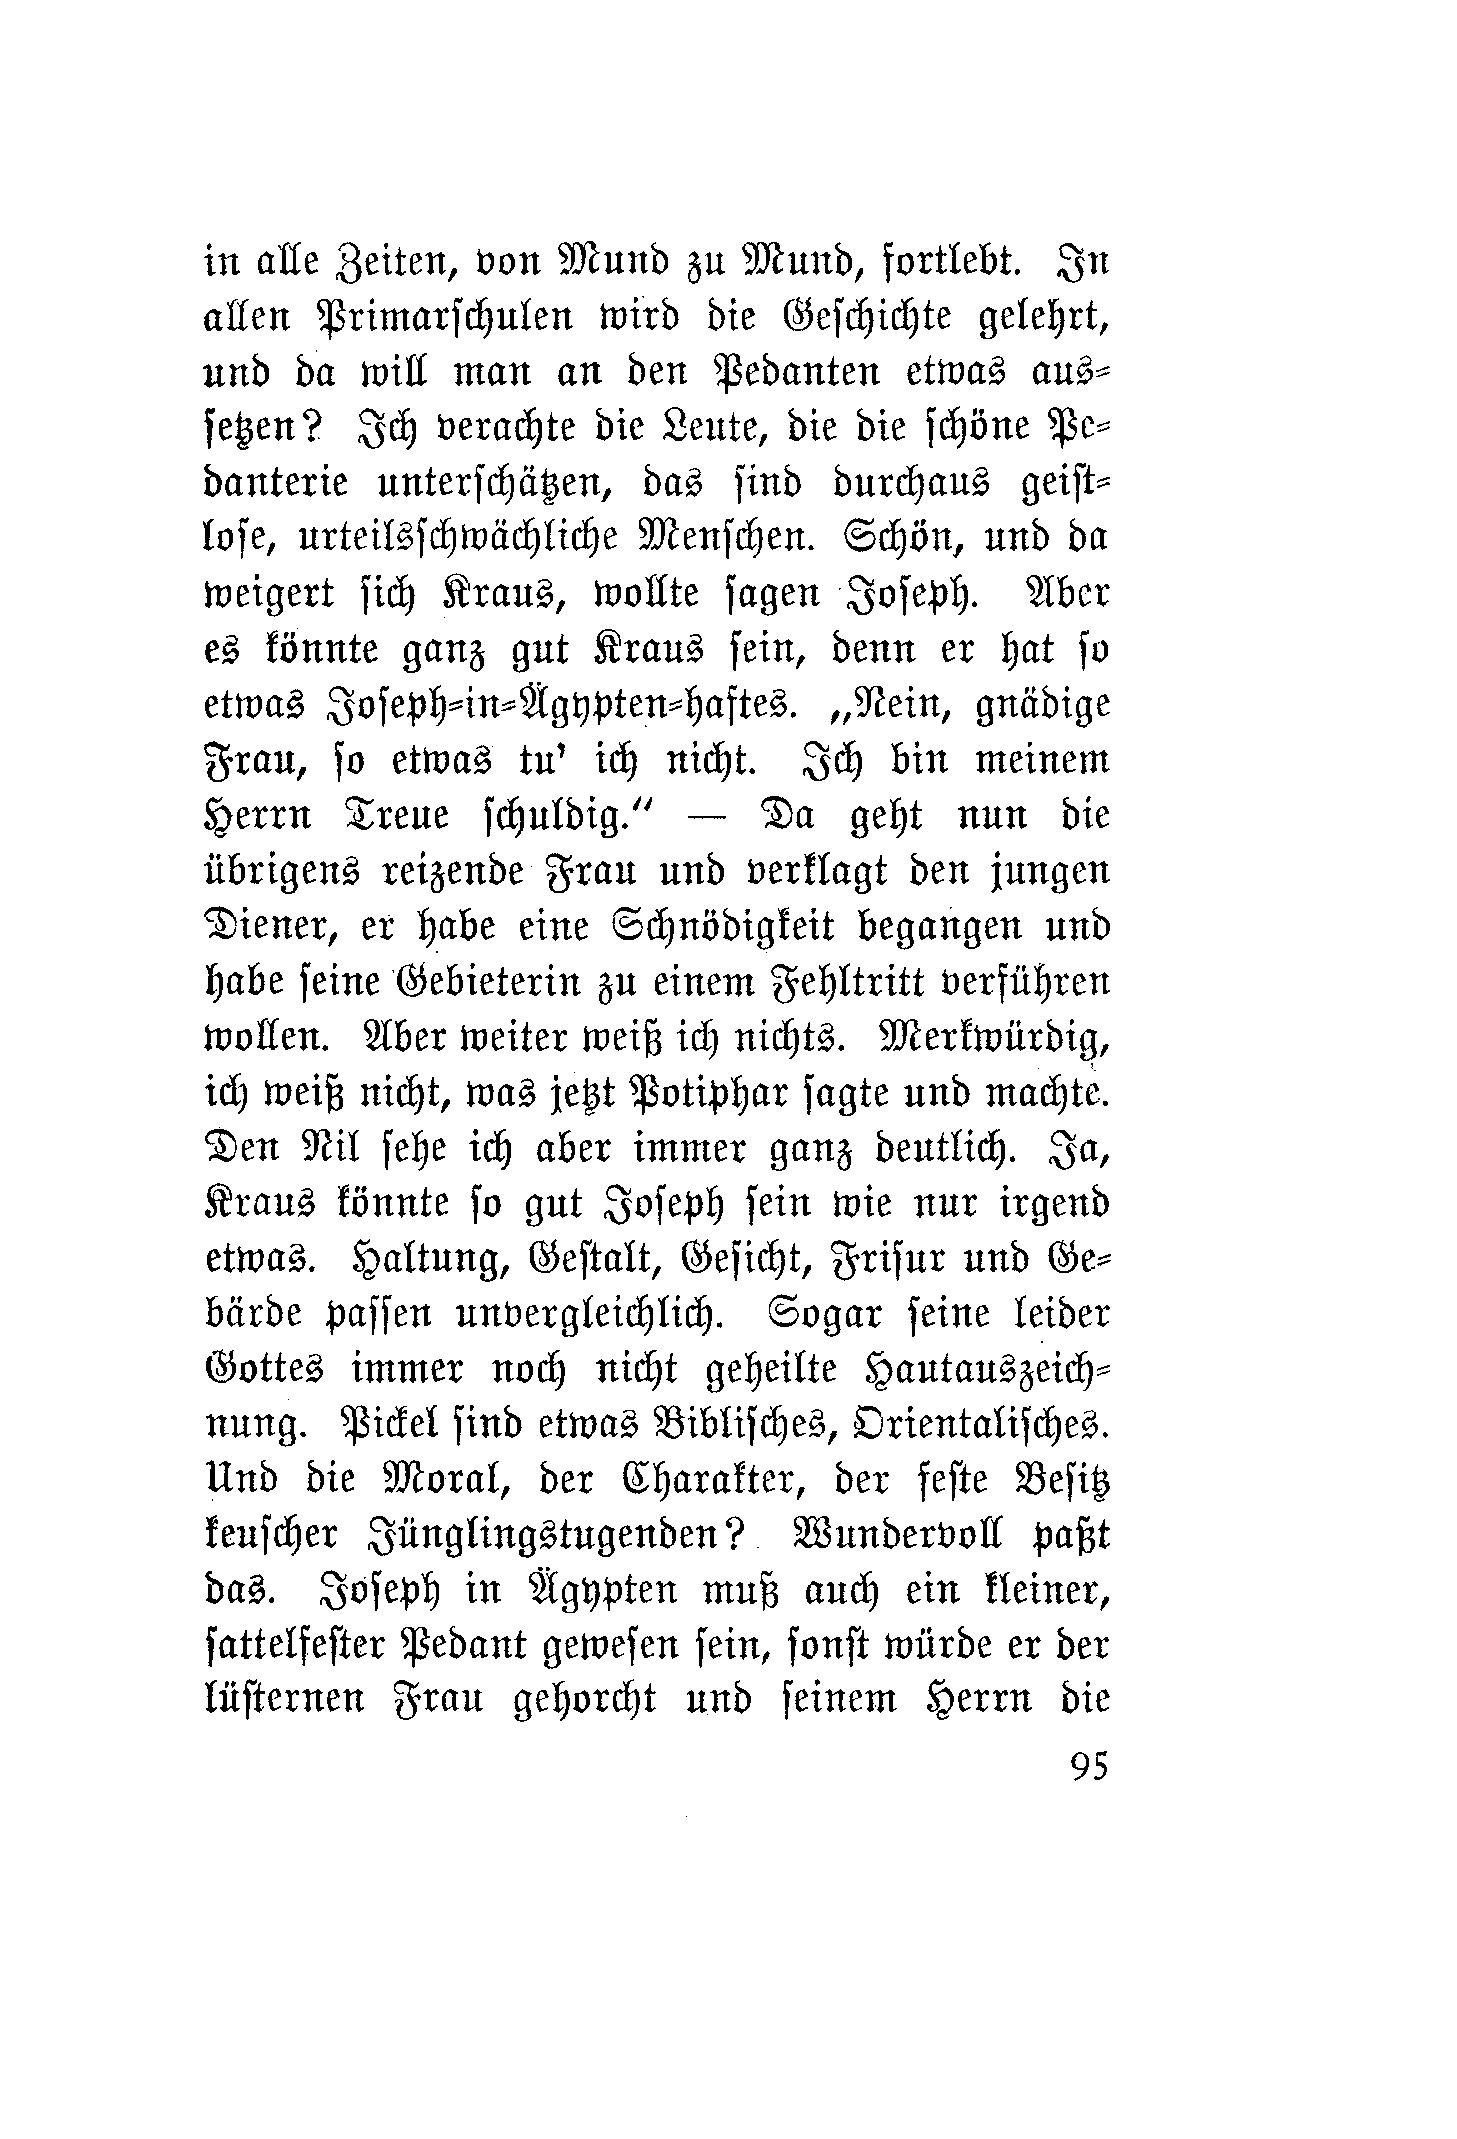 in alle Zeiten, von Mund zu Mund, fortlebt. In
allen Primarſchulen wird die Geſchichte gelehrt,
und da will man an den Pedanten etwas aus⸗
ſetzen? Ich verachte die Leute, die die ſchöne Pe⸗
danterie unterſchätzen, das ſind durchaus geiſt⸗
loſe, urteilsſchwächliche Menſchen. Schön, und da
weigert ſich Kraus, wollte ſagen Joſeph. Aber
es könnte ganz gut Kraus ſein, denn er hat ſo
etwas Joſeph⸗in⸗Ägypten⸗haftes. „Nein, gnädige
Frau, ſo etwas tu' ich nicht. Ich bin meinem
Herrn Treue ſchuldig.“ — Da geht nun die
übrigens reizende Frau und verklagt den jungen
Diener, er habe eine Schnödigkeit begangen und
habe ſeine Gebieterin zu einem Fehltritt verführen
wollen. Aber weiter weiß ich nichts. Merkwürdig,
ich weiß nicht, was jetzt Potiphar ſagte und machte.
Den Nil ſehe ich aber immer ganz deutlich. Ja,
Kraus könnte ſo gut Joſeph ſein wie nur irgend
etwas. Haltung, Geſtalt, Geſicht, Friſur und Ge⸗
bärde paſſen unvergleichlich. Sogar ſeine leider
Gottes immer noch nicht geheilte Hautauszeich⸗
nung. Pickel ſind etwas Bibliſches, Orientaliſches.
Und die Moral, der Charakter, der feſte Beſitz
keuſcher Jünglingstugenden? Wundervoll paßt
das. Joſeph in Ägypten muß auch ein kleiner,
ſattelfeſter Pedant geweſen ſein, ſonſt würde er der
lüſternen Frau gehorcht und ſeinem Herrn die
95